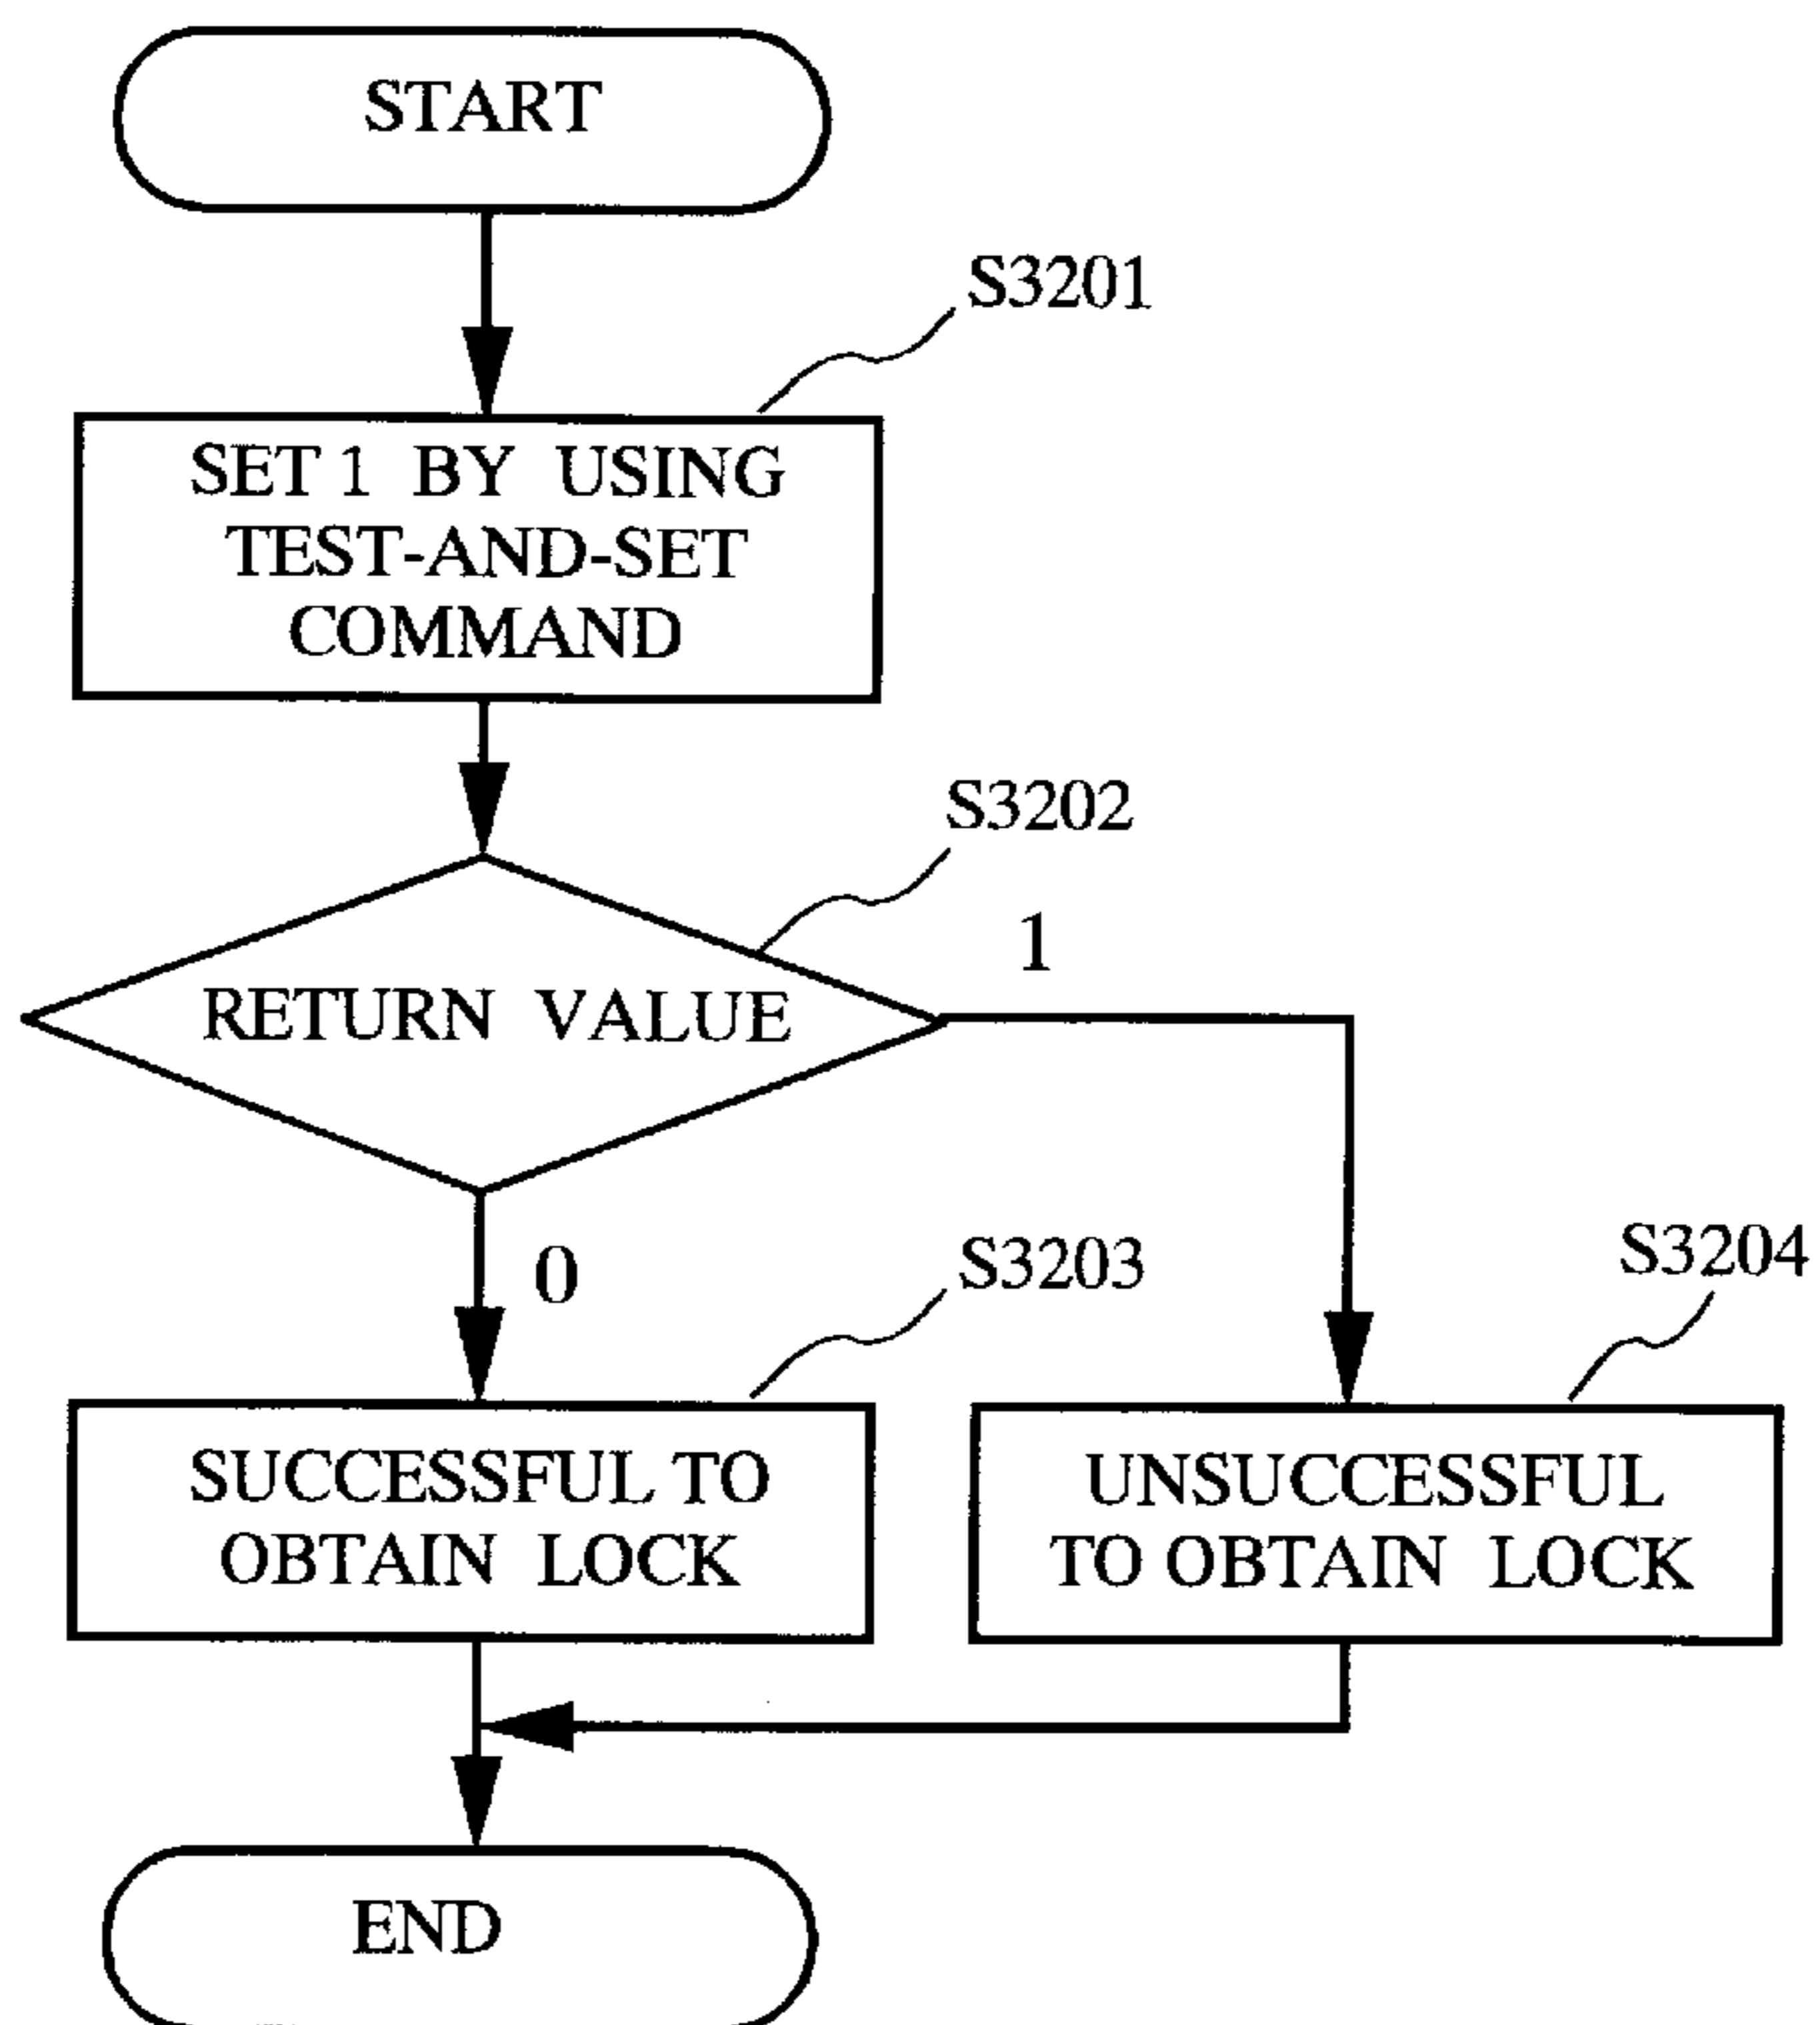 START
S3201
SET 1 BY USING
TEST-AND-SET
COMMAND
S3202
1
RETURN VALUE
0
S3203
S3204
SUCCESSFUL TO
OBTAIN LOCK
UNSUCCESSFUL
TO OBTAIN LOCK
END